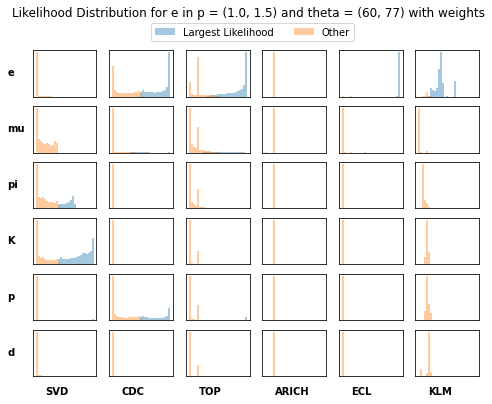 Likelihood Distribution for e in p = (1.0, 1.5) and theta = (60, 77) with weights
Largest Likelihood Other
e
mu
pi
K
p
d
SVD CDC TOP ARICH ECL KLM